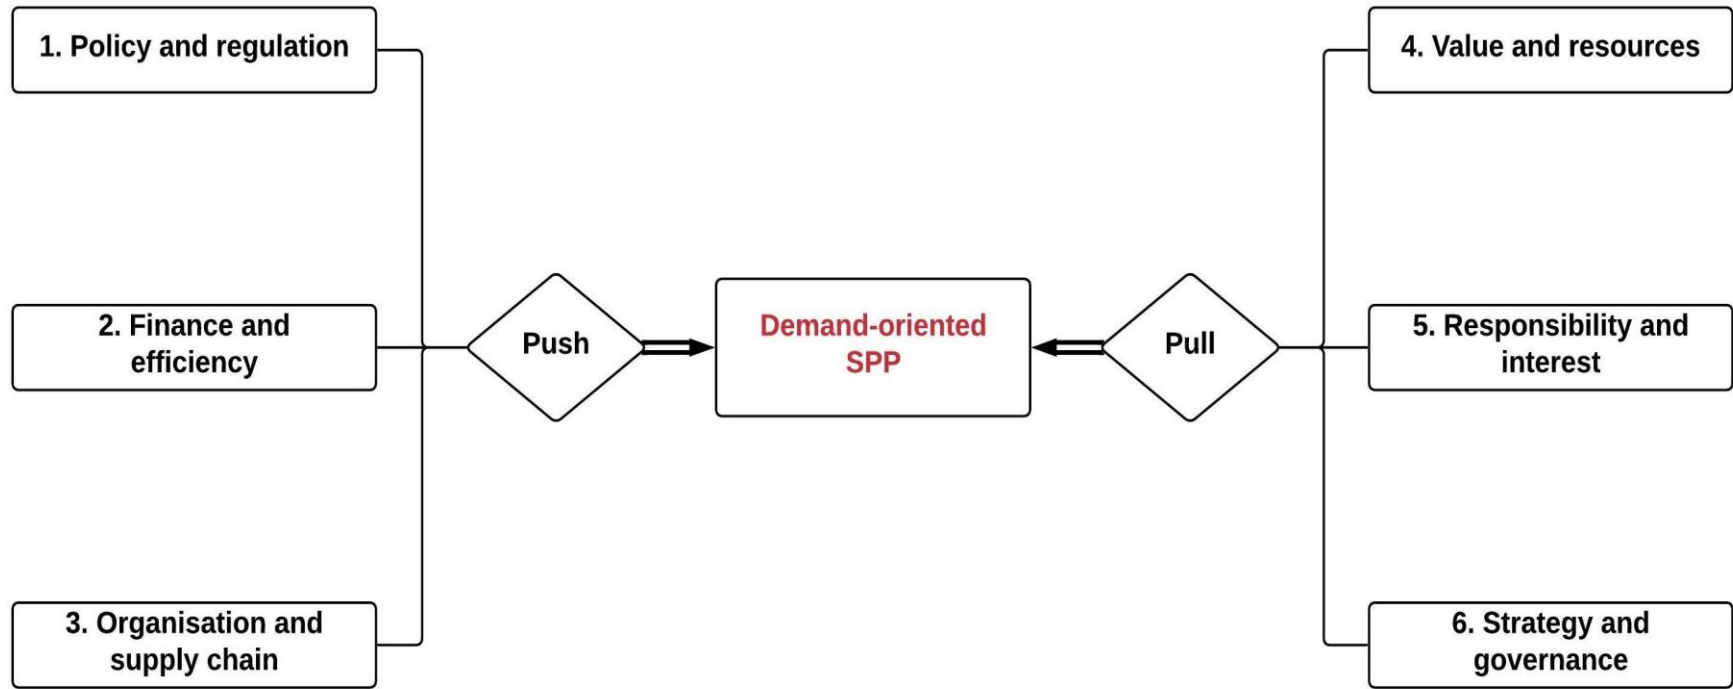 1. Policy and regulation
2. Finance and
efficiency
3. Organisation and
supply chain
Push
Demand-oriented
SPP
Pull
4. Value and resources
5. Responsibility and
interest
6. Strategy and
governance